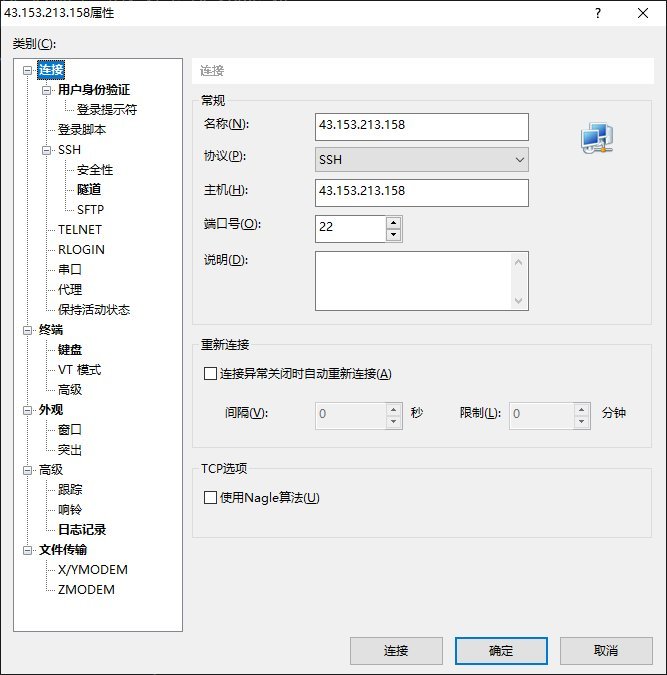 43.153.213.158属性
?
类别(C):
连接
用户身份验证
登录提示符
登录脚本
SSH
安全性
隧道
SFTP
TELNET
RLOGIN
串口
代理
保持活动状态
终端
键盘
VT 模式
高级
外观
窗口
突出
高级
跟踪
响铃
日志记录
文件传输
X/YMODEM
ZMODEM
连接
常规
名称(N): 43.153.213.158
协议(P): SSH
主机(H): 43.153.213.158
端口号(O): 22
说明(D):
重新连接
连接异常关闭时自动重新连接(A)
间隔(V): 0 秒 限制(L): 0 分钟
TCP选项
使用Nagle算法(U)
连接 确定 取消